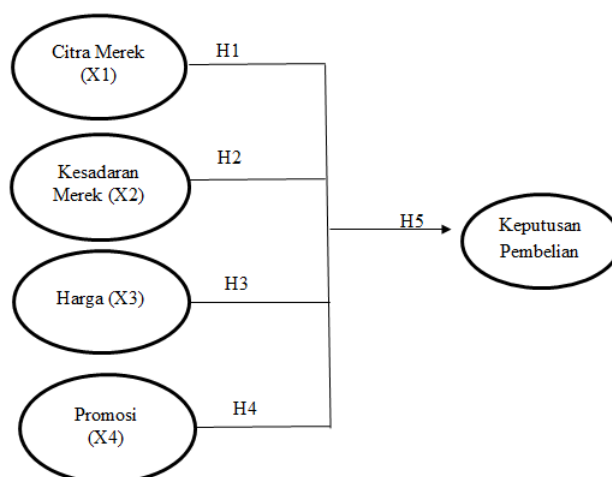 Citra Merek
(X1)
H1
Kesadaran
Merek (X2)
H2
Harga (X3)
H3
Promosi
(X4)
H4
H5
Keputusan
Pembelian